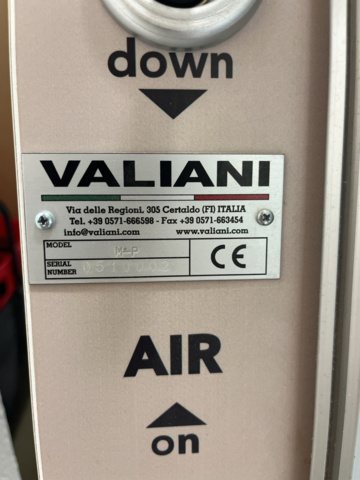 down
VALIANI
Via delle Regioni, 305 Certaldo (FI) ITALIA
Tel. +39 0571-666598 - Fax +39 0571-663454
info@valiani.com www.valiani.com
MODEL
SERIAL
NUMBER
CE
AIR
on